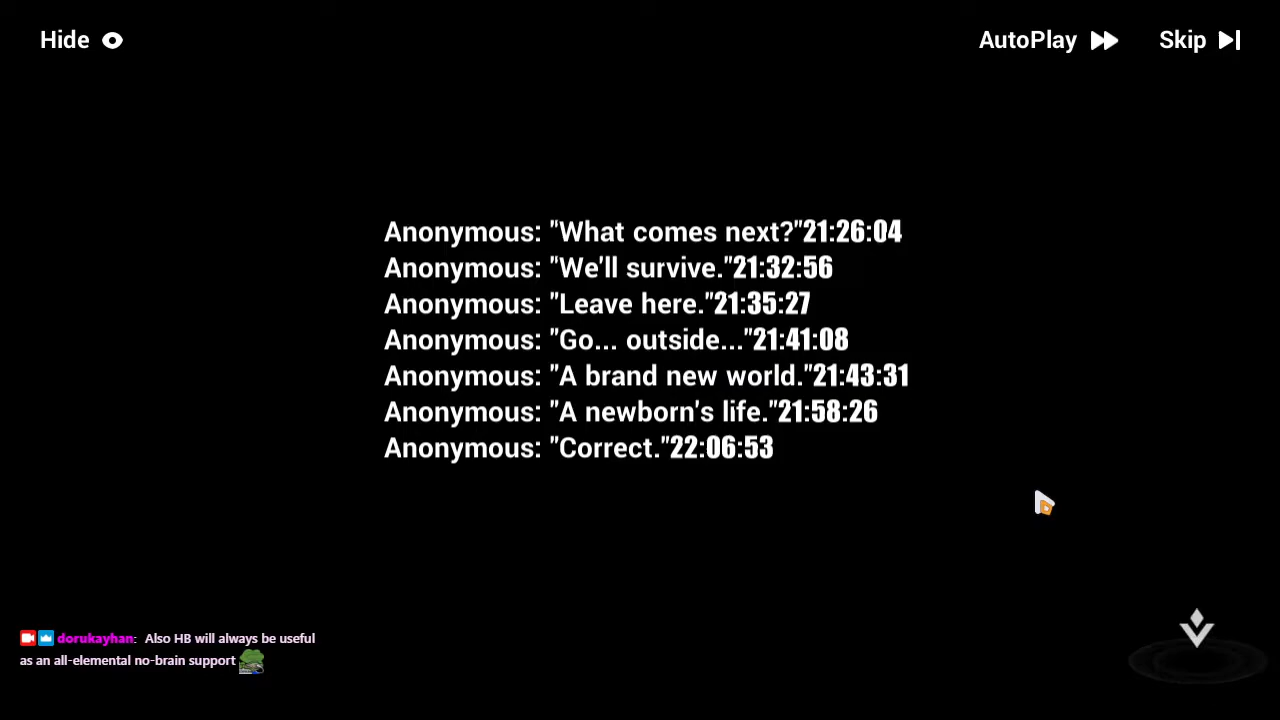 Hide
AutoPlay
Skip
Anonymous: "What comes next?"21:26:04
Anonymous: "We'll survive."21:32:56
Anonymous: "Leave here."21:35:27
Anonymous: "Go... outside..."21:41:08
Anonymous: "A brand new world."21:43:31
Anonymous: "A newborn's life."21:58:26
Anonymous: "Correct."22:06:53
dorukayhan: Also HB will always be useful
as an all-elemental no-brain support